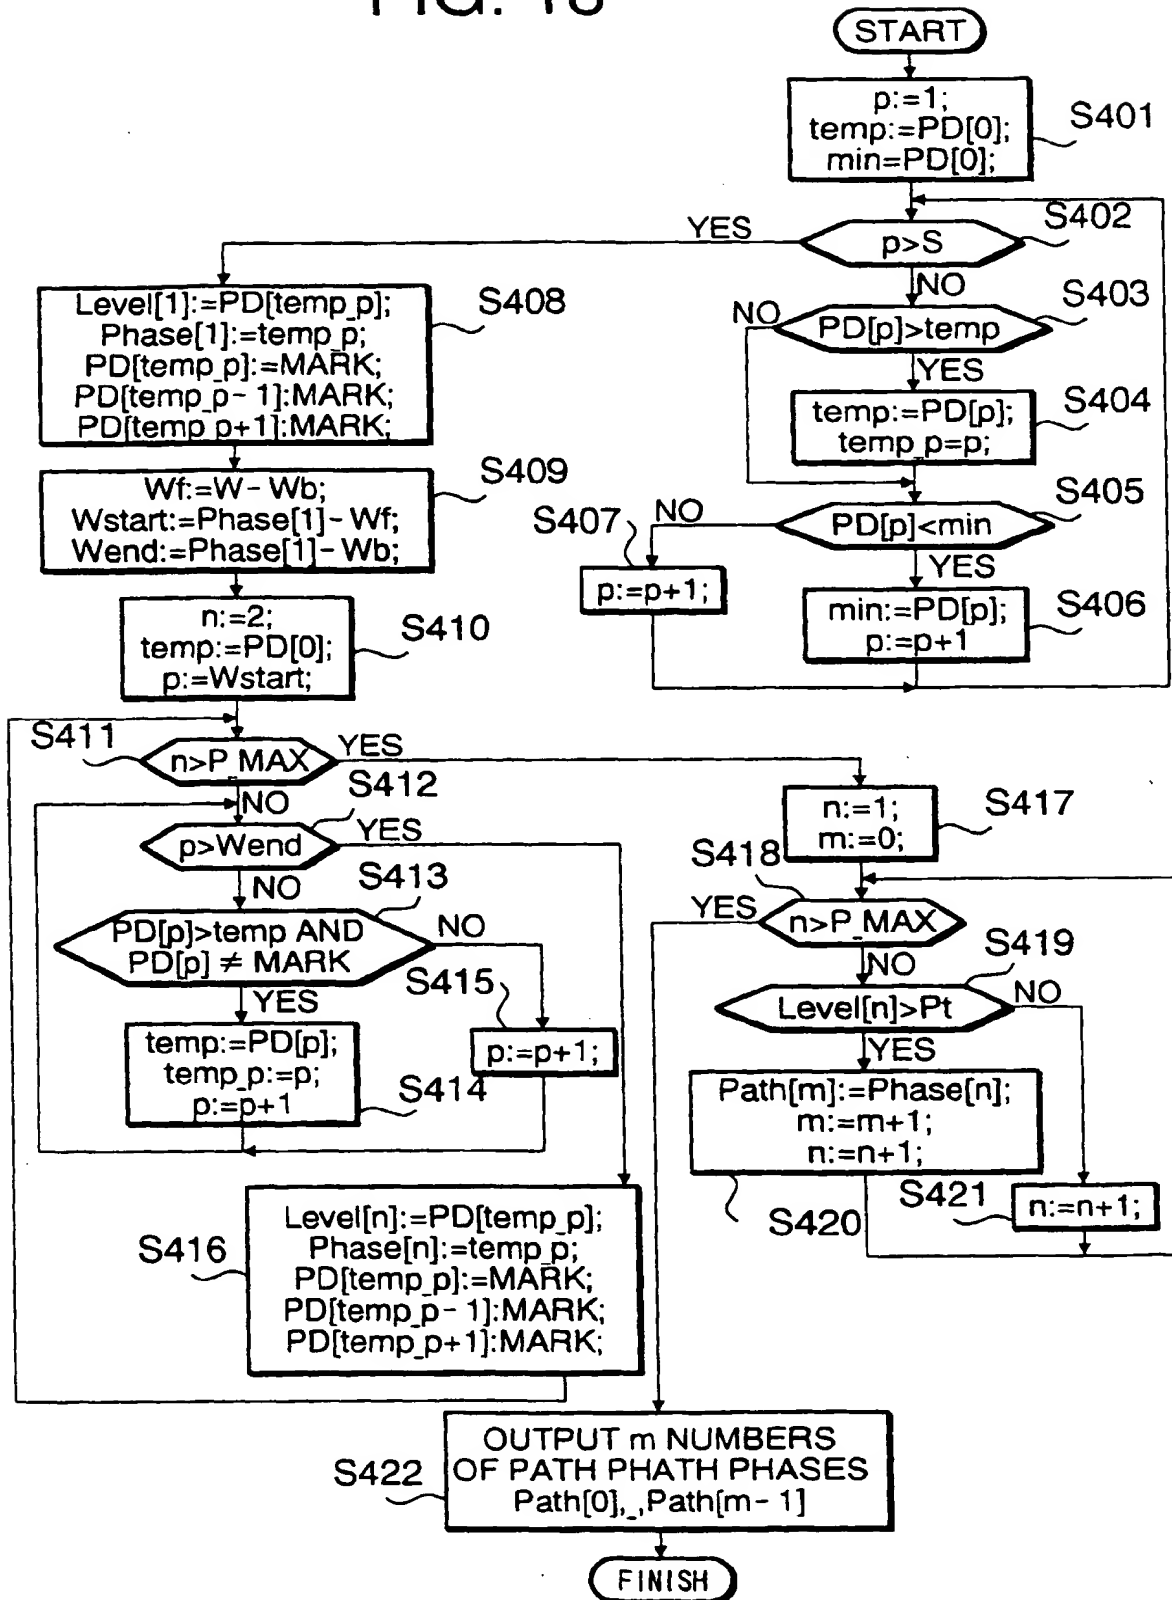 START
p:=1;
temp:=PD[0];
min=PD[0];
S401
p>S
S402
YES
NO
PD[p]>temp
S403
NO
YES
temp:=PD[p];
temp_p=p;
S404
PD[p]<min
S405
NO
YES
S407
p:=p+1;
min:=PD[p];
p:=p+1
S406
Level[1]:=PD[temp_p];
Phase[1]:=temp_p;
PD[temp_p]:=MARK;
PD[temp_p-1]:MARK;
PD[temp_p+1]:MARK;
S408
Wf:=W-Wb;
Wstart:=Phase[1]-Wf;
Wend:=Phase[1]-Wb;
S409
n:=2;
temp:=PD[0];
p:=Wstart;
S410
S411
n>P_MAX
YES
NO
S412
p>Wend
YES
NO
S413
PD[p]>temp AND
PD[p] ≠ MARK
NO
YES
S415
p:=p+1;
temp:=PD[p];
temp_p:=p;
p:=p+1
S414
S416
Level[n]:=PD[temp_p];
Phase[n]:=temp_p;
PD[temp_p]:=MARK;
PD[temp_p-1]:MARK;
PD[temp_p+1]:MARK;
n:=1;
m:=0;
S417
S418
n>P_MAX
YES
NO
S419
Level[n]>Pt
NO
YES
Path[m]:=Phase[n];
m:=m+1;
n:=n+1;
S420
S421
n:=n+1;
S422
OUTPUT m NUMBERS
OF PATH PHATH PHASES
Path[0],_,Path[m-1]
FINISH